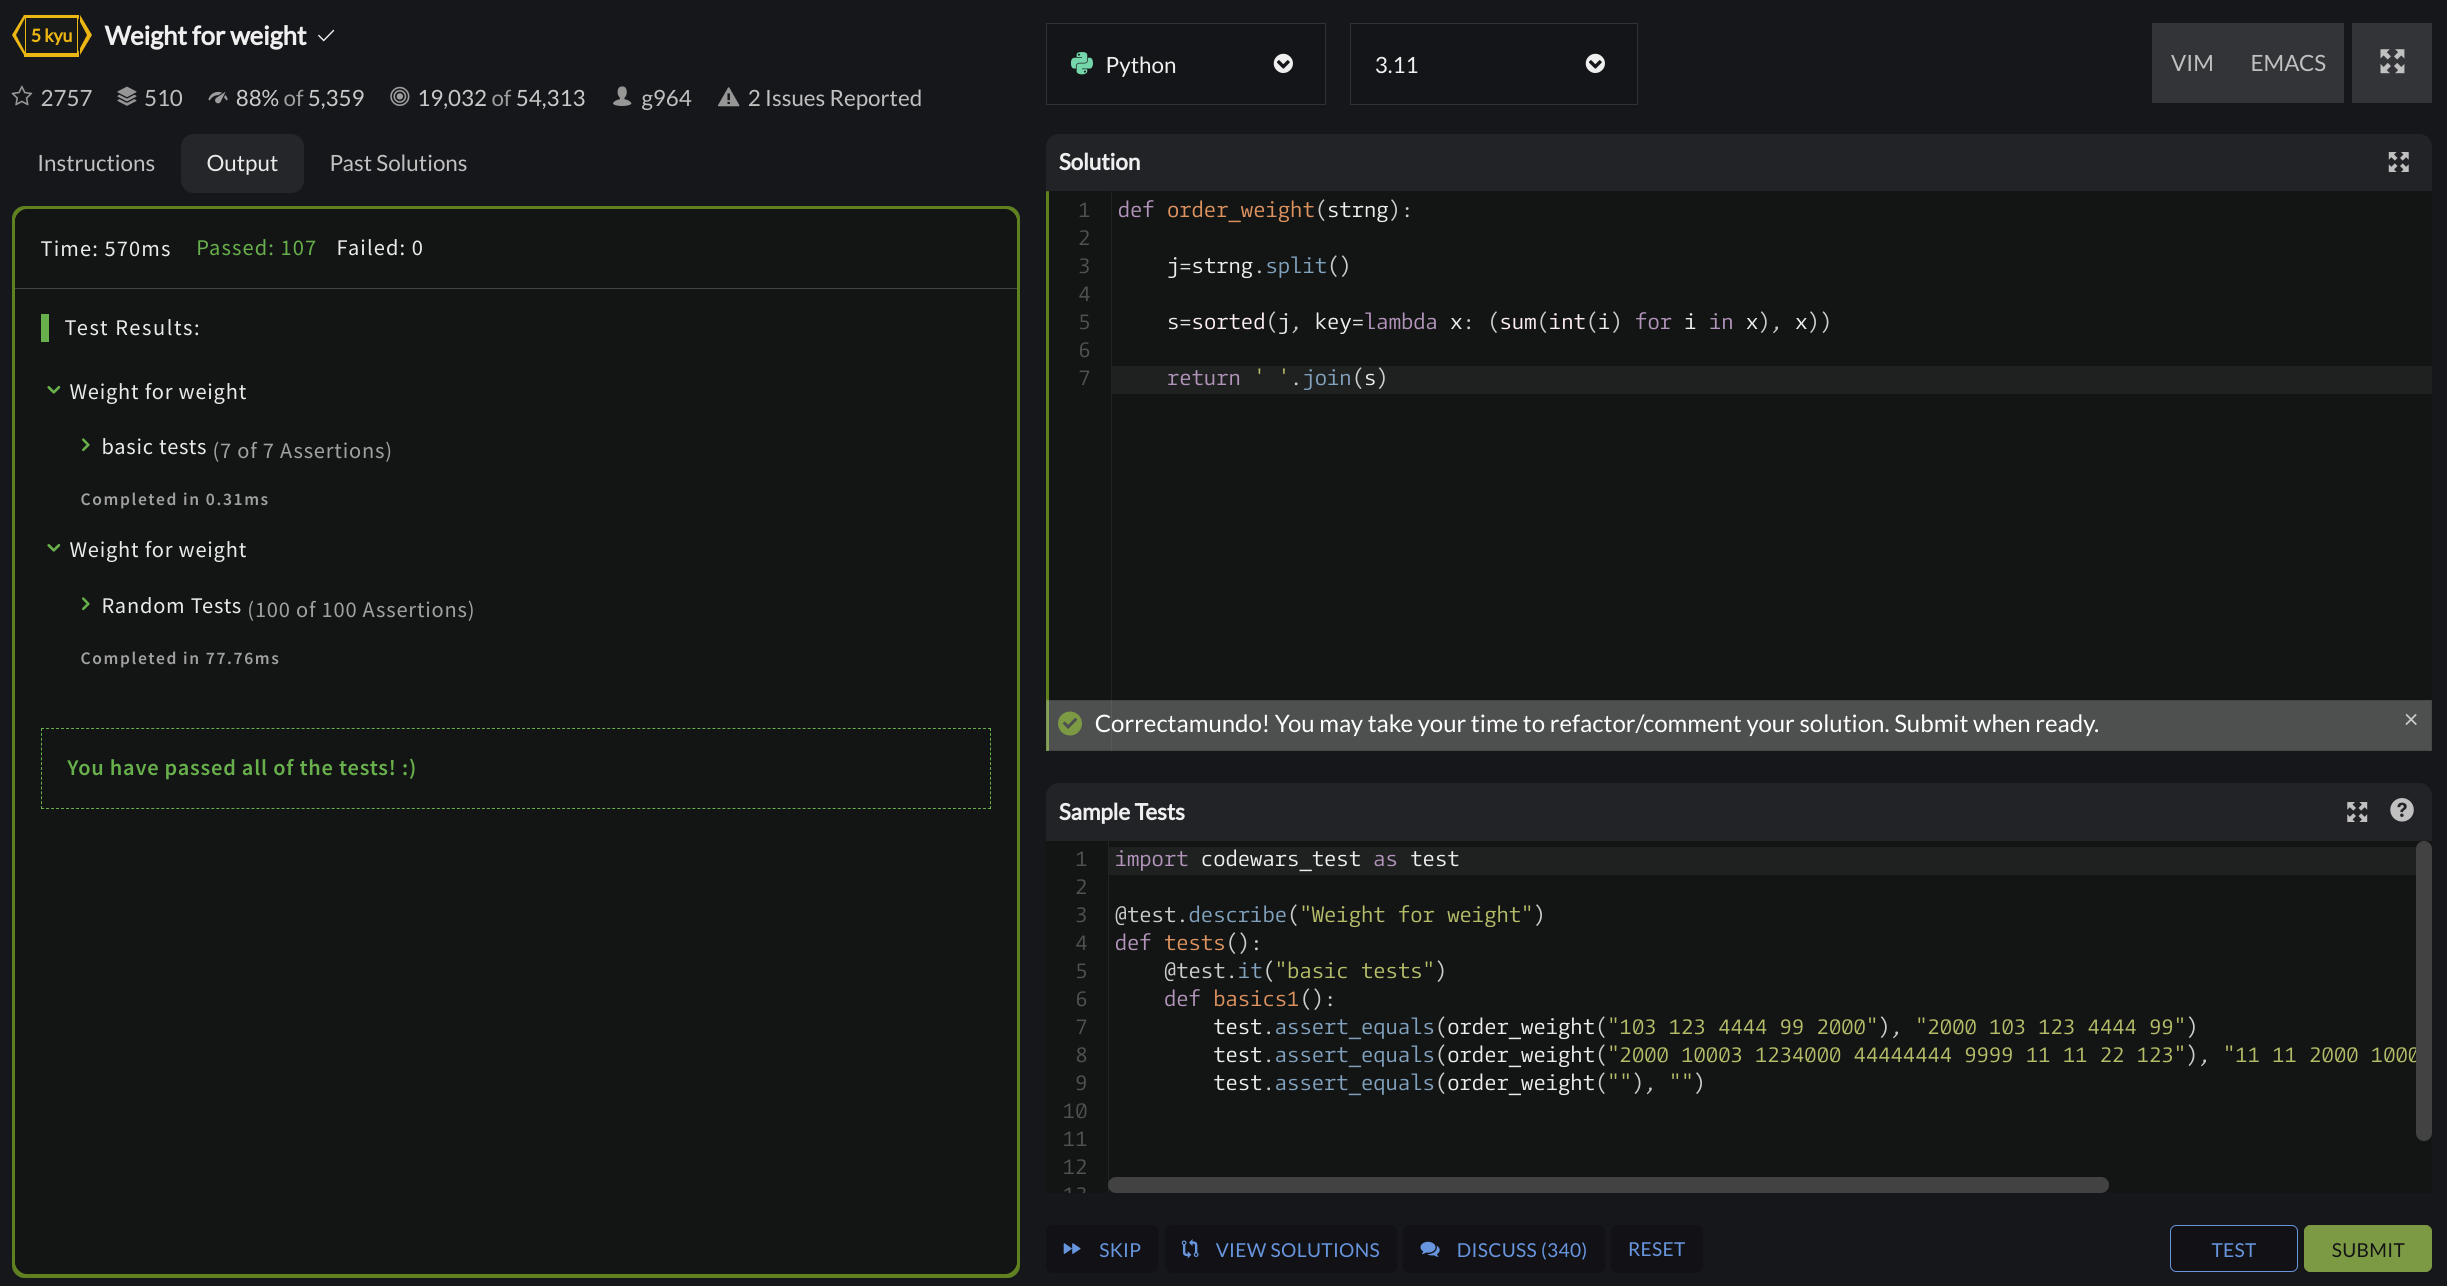 5 kyu Weight for weight
2757 510 88% of 5,359 19,032 of 54,313 g964 2 Issues Reported
Instructions Output Past Solutions
Time: 570ms Passed: 107 Failed: 0
Test Results:
Weight for weight
basic tests (7 of 7 Assertions)
Completed in 0.31ms
Weight for weight
Random Tests (100 of 100 Assertions)
Completed in 77.76ms
You have passed all of the tests! :)
Python 3.11 VIM EMACS
Solution
1 def order_weight(strng):
2
3 j=strng.split()
4
5 s=sorted(j, key=lambda x: (sum(int(i) for i in x), x))
6
7 return ' '.join(s)
Correctamundo! You may take your time to refactor/comment your solution. Submit when ready.
Sample Tests
1 import codewars_test as test
2
3 @test.describe("Weight for weight")
4 def tests():
5 @test.it("basic tests")
6 def basics1():
7 test.assert_equals(order_weight("103 123 4444 99 2000"), "2000 103 123 4444 99")
8 test.assert_equals(order_weight("2000 10003 1234000 44444444 9999 11 11 22 123"), "11 11 2000 1000
9 test.assert_equals(order_weight(""), "")
10
11
12
SKIP VIEW SOLUTIONS DISCUSS (340) RESET TEST SUBMIT